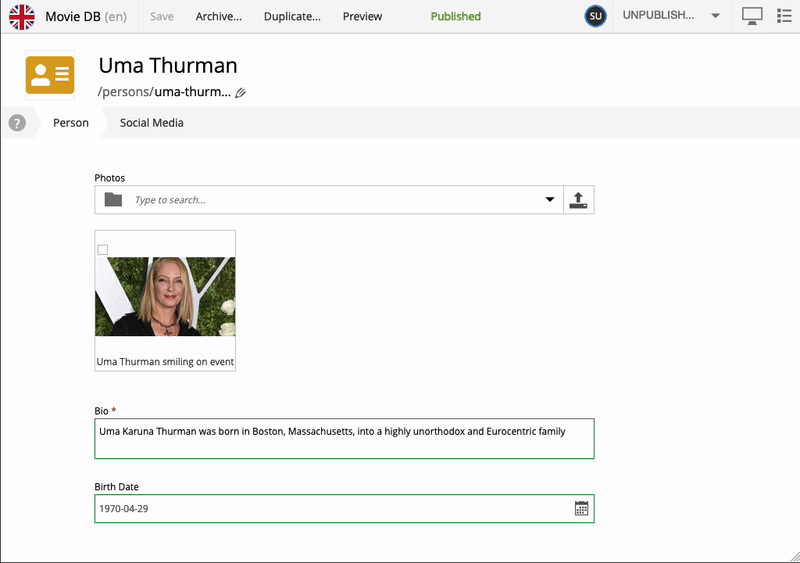 Movie DB (en) Save Archive... Duplicate... Preview Published SU UNPUBLISH...
Uma Thurman
/persons/uma-thurm...
? Person Social Media
Photos
Type to search...
Uma Thurman smiling on event
Bio *
Uma Karuna Thurman was born in Boston, Massachusetts, into a highly unorthodox and Eurocentric family
Birth Date
1970-04-29